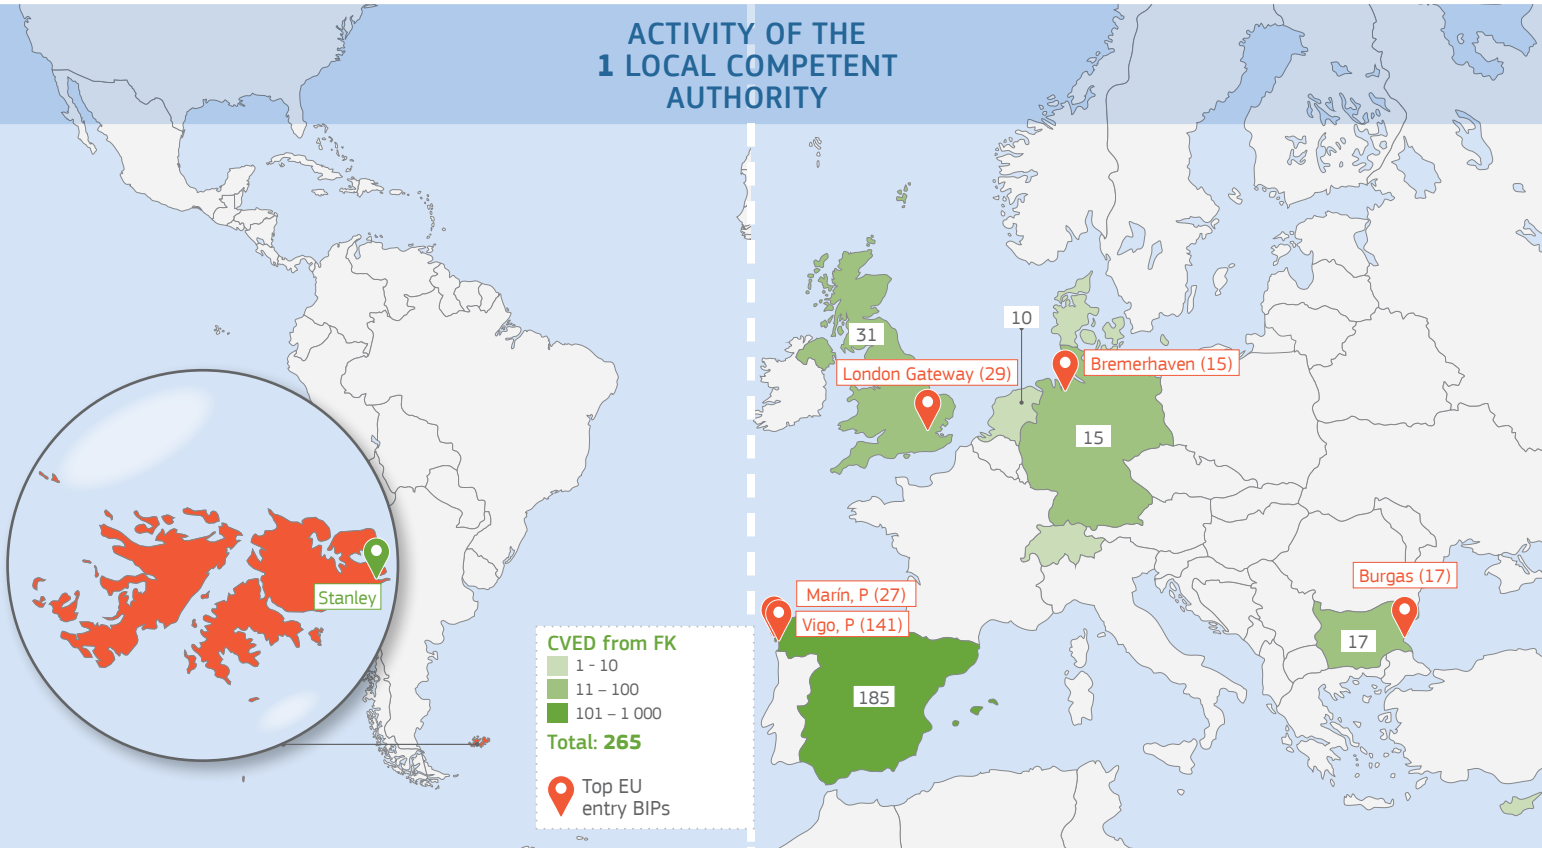 ACTIVITY OF THE
1 LOCAL COMPETENT
AUTHORITY
10
31
London Gateway (29)
Bremerhaven (15)
15
Stanley
Marín, P (27)
Vigo, P (141)
Burgas (17)
17
185
CVED from FK
1 - 10
11 – 100
101 – 1 000
Total: 265
Top EU
entry BIPs